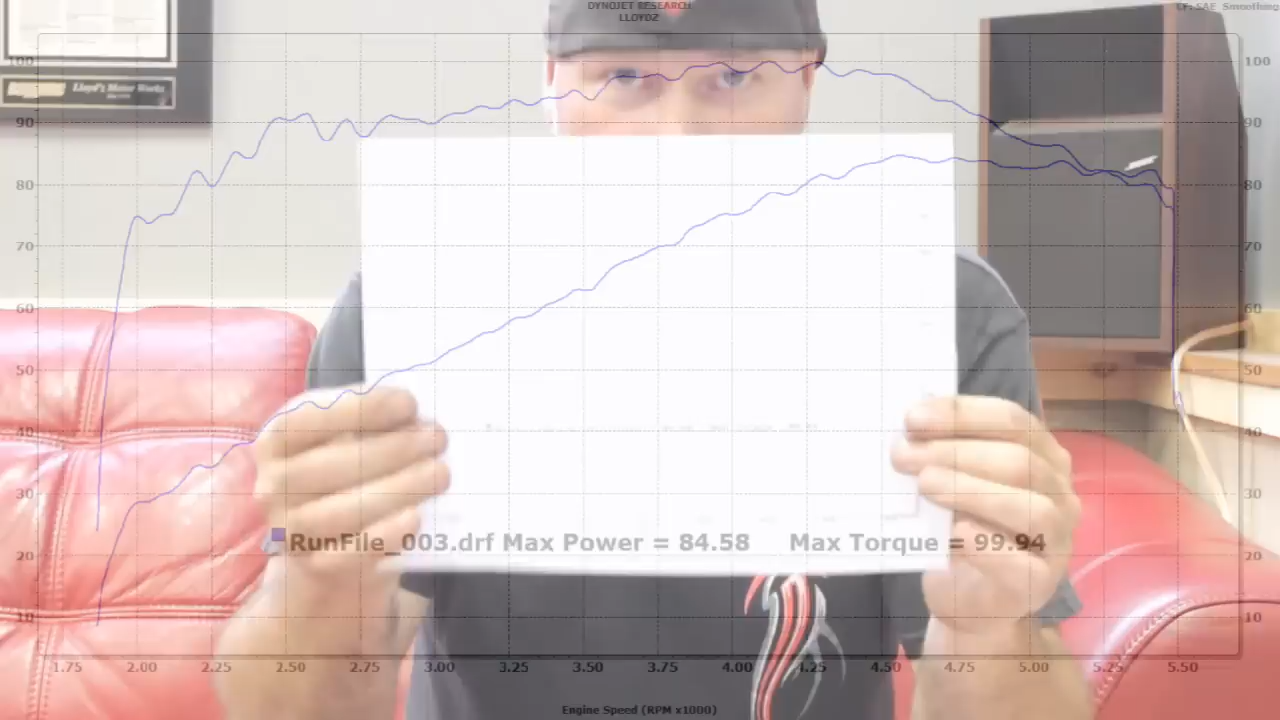 DYNOJET RESEARCH
LLOYDZ
CF: SAE Smoothing
Lloyd'z Motor Workz
100 100
90 90
80 80
70 70
60 60
50 50
40 40
30 30
20 20
10 10
RunFile_003.drf Max Power = 84.58 Max Torque = 99.94
1.75 2.00 2.25 2.50 2.75 3.00 3.25 3.50 3.75 4.00 4.25 4.50 4.75 5.00 5.25 5.50
Engine Speed (RPM x1000)